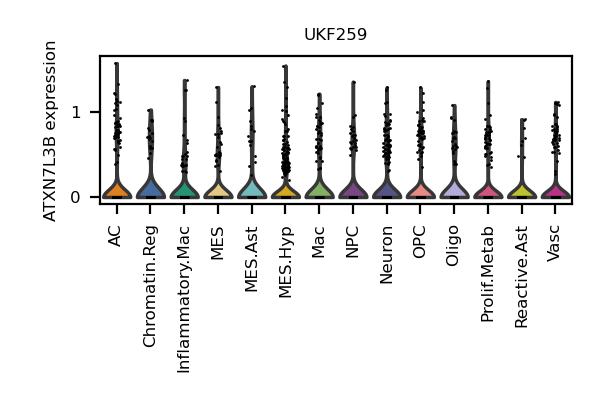 UKF259
ATXN7L3B expression
1
0
AC
Chromatin.Reg
Inflammatory.Mac
MES
MES.Ast
MES.Hyp
Mac
NPC
Neuron
OPC
Oligo
Prolif.Metab
Reactive.Ast
Vasc